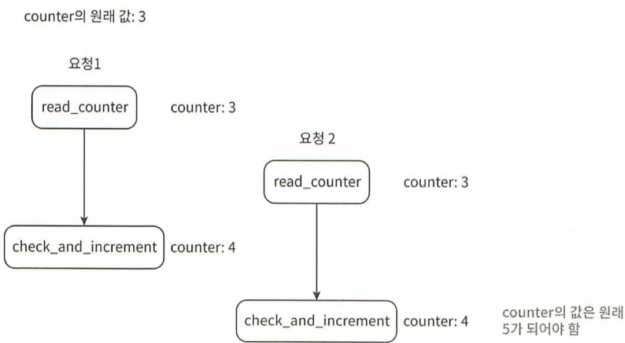 counter의 원래 값: 3
요청1
read_counter
counter: 3
요청 2
read_counter
counter: 3
check_and_increment
counter: 4
check_and_increment
counter: 4
counter의 값은 원래
5가 되어야 함